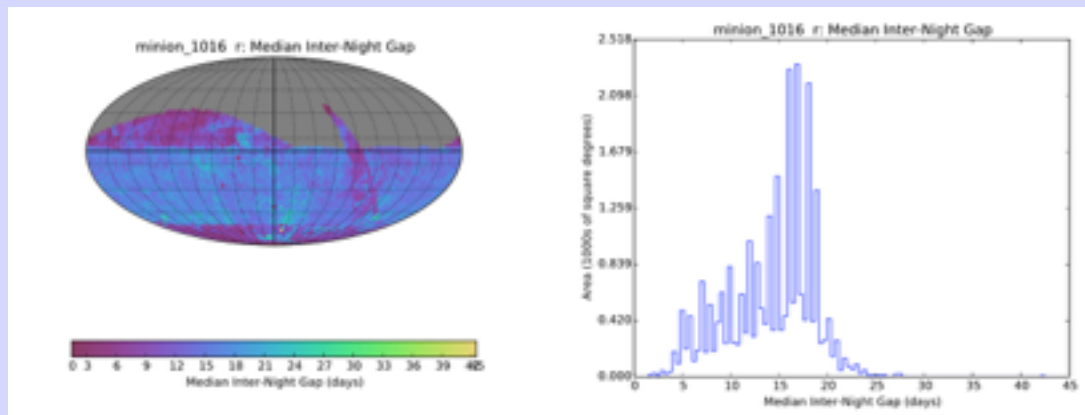 minion_1016 r: Median Inter-Night Gap
0 3 6 9 12 15 18 21 24 27 30 33 36 39 42 45
Median Inter-Night Gap (days)
minion_1016 r: Median Inter-Night Gap
2.518
2.098
1.679
1.259
0.839
0.420
0.000
Area (1000s of square degrees)
0 5 10 15 20 25 30 35 40 45
Median Inter-Night Gap (days)